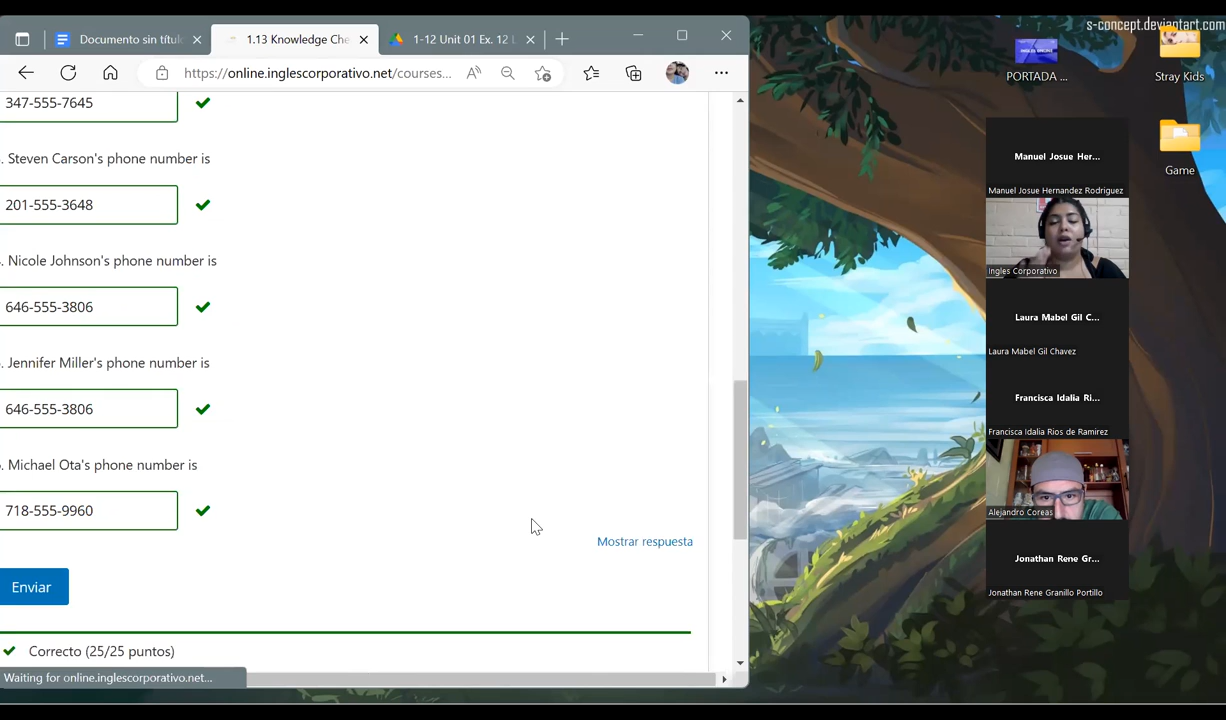 s-concept.deviantart.com
Documento sin títul
1.13 Knowledge Che
1-12 Unit 01 Ex. 12 L
https://online.inglescorporativo.net/courses...
PORTADA ...
Stray Kids
Game
347-555-7645
. Steven Carson's phone number is
201-555-3648
. Nicole Johnson's phone number is
646-555-3806
. Jennifer Miller's phone number is
646-555-3806
. Michael Ota's phone number is
718-555-9960
Mostrar respuesta
Enviar
Correcto (25/25 puntos)
Waiting for online.inglescorporativo.net...
Manuel Josue Her...
Manuel Josue Hernandez Rodriguez
Ingles Corporativo
Laura Mabel Gil C...
Laura Mabel Gil Chavez
Francisca Idalia Ri...
Francisca Idalia Rios de Ramirez
Alejandro Coreas
Jonathan Rene Gr...
Jonathan Rene Granillo Portillo